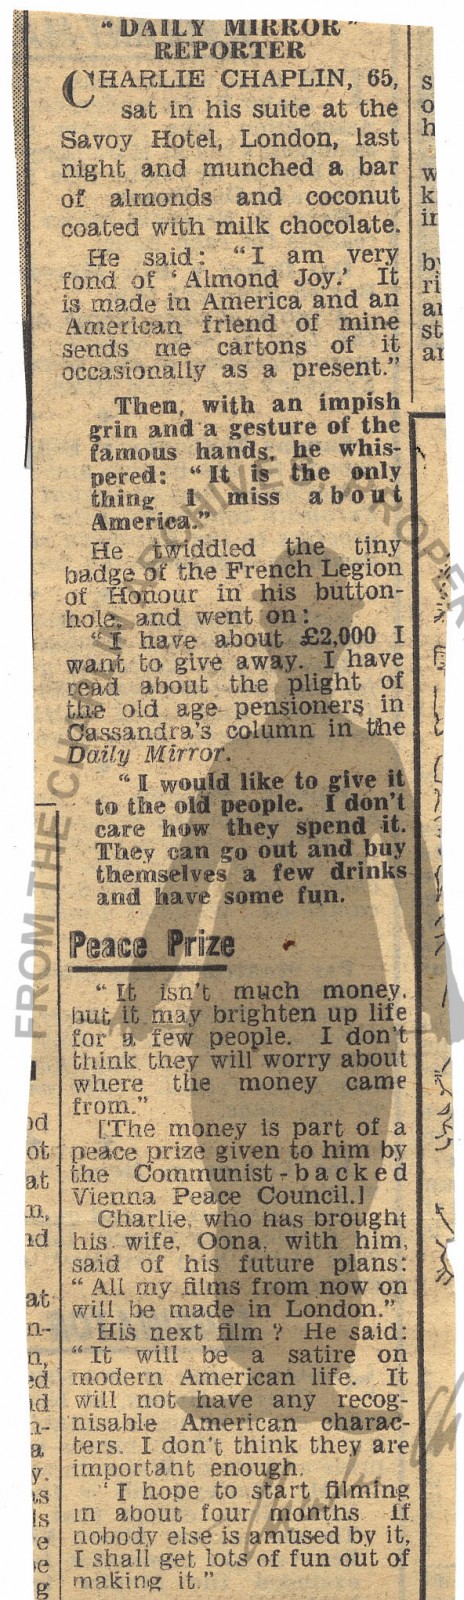 "DAILY MIRROR"
REPORTER
CHARLIE CHAPLIN, 65,
sat in his suite at the
Savoy Hotel, London, last
night and munched a bar
of almonds and coconut
coated with milk chocolate.
He said: "I am very
fond of 'Almond Joy.' It
is made in America and an
American friend of mine
sends me cartons of it
occasionally as a present."
Then, with an impish
grin and a gesture of the
famous hands, he whis-
pered: "It is the only
thing I miss about
America."
He twiddled the tiny
badge of the French Legion
of Honour in his button-
hole, and went on:
"I have about £2,000 I
want to give away. I have
read about the plight of
the old age pensioners in
Cassandra's column in the
Daily Mirror.
"I would like to give it
to the old people. I don't
care how they spend it.
They can go out and buy
themselves a few drinks
and have some fun.
Peace Prize
"It isn't much money,
but it may brighten up life
for a few people. I don't
think they will worry about
where the money came
from."
[The money is part of a
peace prize given to him by
the Communist-backed
Vienna Peace Council.]
Charlie, who has brought
his wife, Oona, with him,
said of his future plans:
"All my films from now on
will be made in London."
His next film? He said:
"It will be a satire on
modern American life. It
will not have any recog-
nisable American charac-
ters. I don't think they are
important enough.
'I hope to start filming
in about four months If
nobody else is amused by it,
I shall get lots of fun out of
making it."
FROM THE CHAPLIN ARCHIVES PROPER